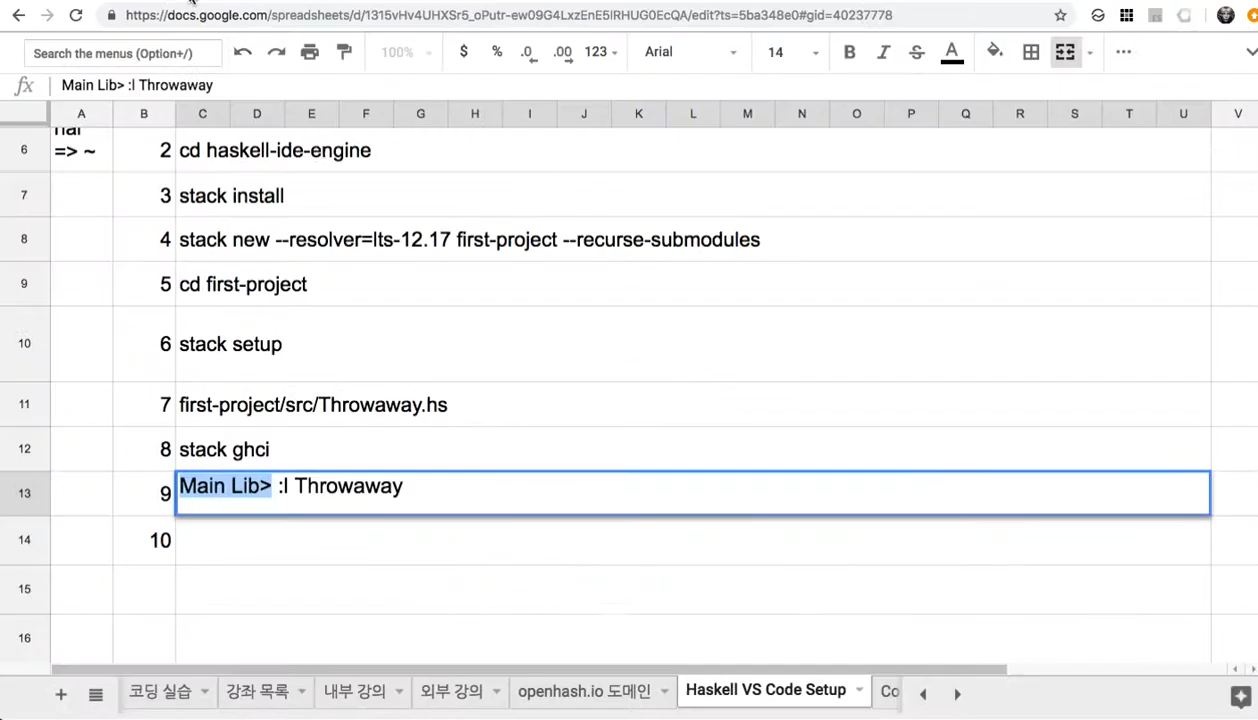 https://docs.google.com/spreadsheets/d/1315vHv4UHXSr5_oPutr-ew09G4LxzEnE5IRHUG0EcQA/edit?ts=5ba348e0#gid=40237778
Search the menus (Option+/) 100% $ % .0 .00 123 Arial 14 B I S A ...
fx Main Lib> :l Throwaway
A B C D E F G H I J K L M N O P Q R S T U V
6 => ~ 2 cd haskell-ide-engine
7 3 stack install
8 4 stack new --resolver=lts-12.17 first-project --recurse-submodules
9 5 cd first-project
10 6 stack setup
11 7 first-project/src/Throwaway.hs
12 8 stack ghci
13 9 Main Lib> :l Throwaway
14 10
15
16
+ 코딩 실습 강좌 목록 내부 강의 외부 강의 openhash.io 도메인 Haskell VS Code Setup Co